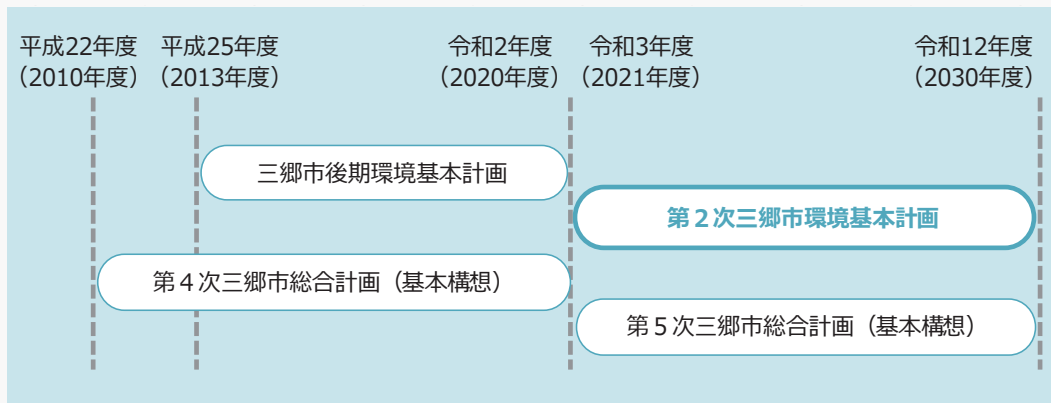 平成22年度 平成25年度 令和2年度 令和3年度 令和12年度
（2010年度）（2013年度） （2020年度）（2021年度） （2030年度）
三郷市後期環境基本計画
第２次三郷市環境基本計画
第４次三郷市総合計画（基本構想）
第５次三郷市総合計画（基本構想）